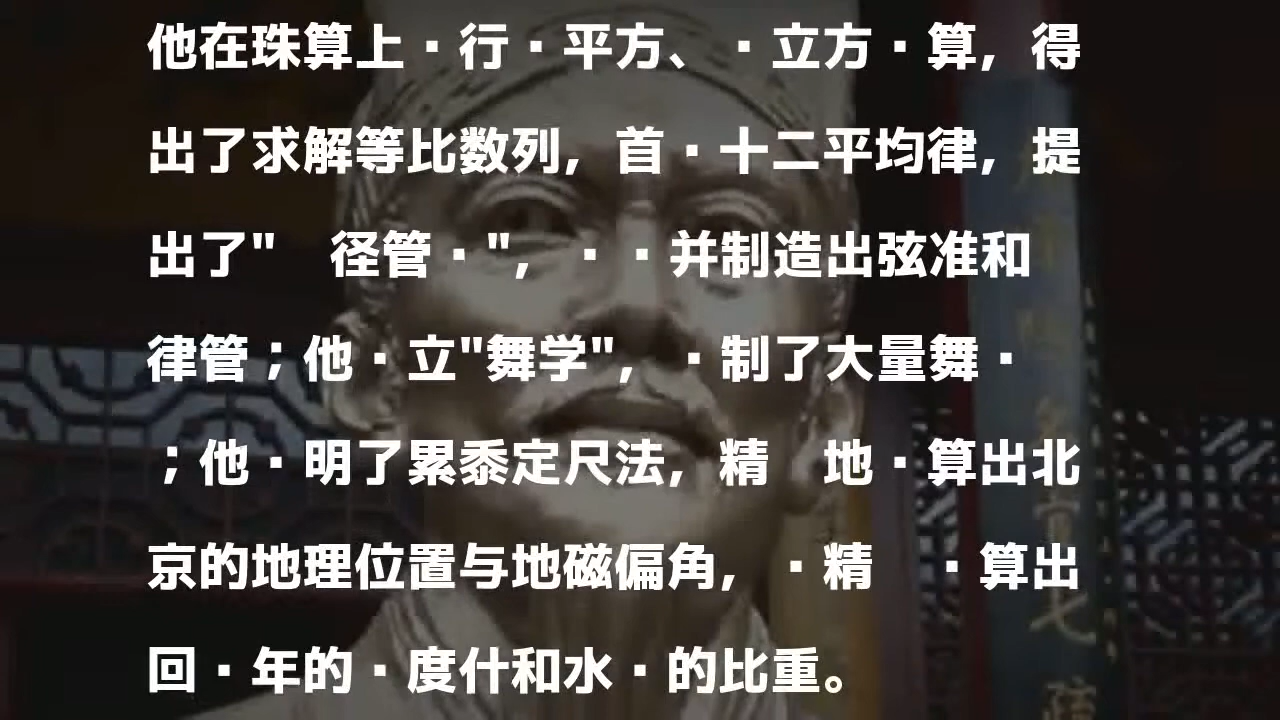 他在珠算上·行·平方、·立方·算，得
出了求解等比数列，首·十二平均律，提
出了"　径管·"，··并制造出弦准和
律管；他·立"舞学"，·制了大量舞·
；他·明了累黍定尺法，精　地·算出北
京的地理位置与地磁偏角，·精　·算出
回·年的·度什和水·的比重。